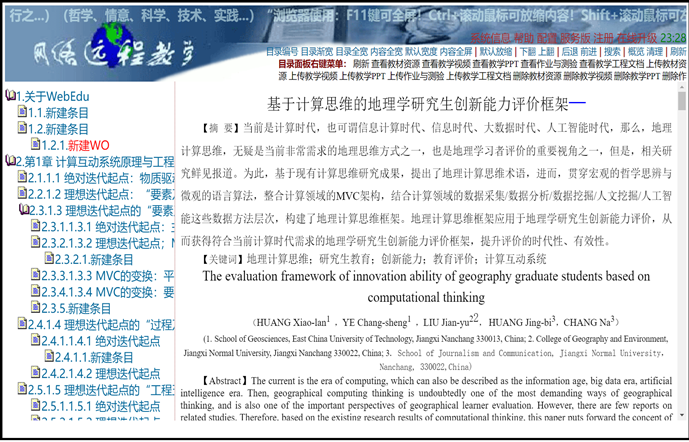 行之…） （哲学、情意、科学、技术、实践…） “浏览器使用：F11键可全屏！Ctrl+滚动鼠标可放缩内容！Shift+滚动鼠标可左
网络远程教学
系统信息 帮助 配置 服务版 注册 在线升级 23:28
目录编号 目录渐宽 目录全宽 内容全宽 默认宽度 内容全屏 | 默认放缩 | 下翻 上翻 | 后退 前进 | 搜索 | 概览 清理 | 刷新
目录面板右键菜单： 刷新 查看教材资源 查看教学视频 查看教学PPT 查看作业与测验 查看教学工程文档 上传教材资
源 上传教学视频 上传教学PPT 上传作业与测验 上传教学工程文档 删除教材资源 删除教学视频 删除教学PPT 删除作
1.关于WebEdu
1.1.新建条目
1.2.新建条目
1.2.1.新建WO
2.第1章 计算互动系统原理与工程
2.1.1.1 绝对迭代起点：物质驱
2.2.1.2 理想迭代起点：“要素
2.3.1.3 理想迭代起点的“要素
2.3.1.3.1 绝对迭代起点：
2.3.2.1.3.2 理想迭代起点；M
2.3.2.1.新建条目
2.3.3.1.3.3 MVC的变换：平
2.3.4.1.3.4 MVC的变换：要
2.3.5.新建条目
2.4.1.4 理想迭代起点的“过程
2.4.1.1.4.1 绝对迭代起点
2.4.1.1.新建条目
2.4.2.1.4.2 理想迭代起点
2.5.1.5 理想迭代起点的“工程
2.5.1.1.5.1 绝对迭代起点
2.5.2.1.5.2 理想迭代起点
基于计算思维的地理学研究生创新能力评价框架一
【摘 要】当前是计算时代，也可谓信息计算时代、信息时代、大数据时代、人工智能时代，那么，地理
计算思维，无疑是当前非常需求的地理思维方式之一，也是地理学习者评价的重要视角之一，但是，相关研
究鲜见报道。为此，基于现有计算思维研究成果，提出了地理计算思维术语，进而，贯穿宏观的哲学思辨与
微观的语言算法，整合计算领域的MVC架构，结合计算领域的数据采集/数据分析/数据挖掘/人文挖掘/人工智
能这些数据方法层次，构建了地理计算思维框架。地理计算思维框架应用于地理学研究生创新能力评价，从
而获得符合当前计算时代需求的地理学研究生创新能力评价框架，提升评价的时代性、有效性。
【关键词】地理计算思维；研究生教育；创新能力；教育评价；计算互动系统
The evaluation framework of innovation ability of geography graduate students based on
computational thinking
（HUANG Xiao-lan1 ，YE Chang-sheng1 ，LIU Jian-yu22，HUANG Jing-bi3，CHANG Na3）
(1. School of Geosciences, East China University of Technology, Jiangxi Nanchang 330013, China; 2. College of Geography and Environment,
Jiangxi Normal University, Jiangxi Nanchang 330022, China; 3. School of Journalism and Communication, Jiangxi Normal University,
Nanchang, 330022,China)
【Abstract】The current is the era of computing, which can also be described as the information age, big data era, artificial
intelligence era. Then, geographical computing thinking is undoubtedly one of the most demanding ways of geographical
thinking, and is also one of the important perspectives of geographical learner evaluation. However, there are few reports on
related studies. Therefore, based on the existing research results of computational thinking, this paper puts forward the concept of